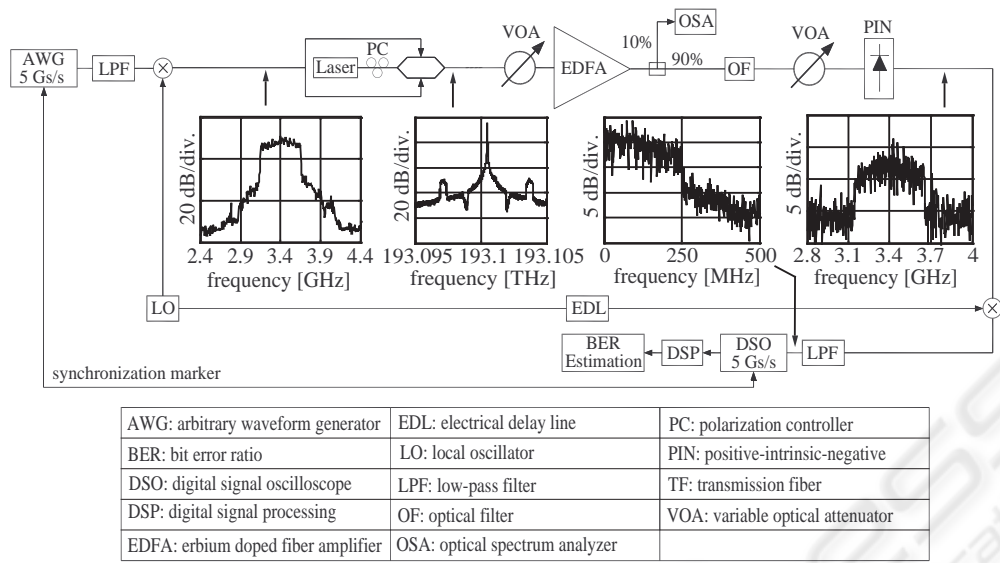 OSA
VOA
10%
VOA
PIN
AWG
5 Gs/s
LPF
PC
Laser
EDFA
90%
OF
20 dB/div.
2.4 2.9 3.4 3.9 4.4
frequency [GHz]
20 dB/div.
193.095 193.1 193.105
frequency [THz]
5 dB/div.
0 250 500
frequency [MHz]
5 dB/div.
2.8 3.1 3.4 3.7 4
frequency [GHz]
LO
EDL
BER
Estimation
DSP
DSO
5 Gs/s
LPF
synchronization marker
AWG: arbitrary waveform generator EDL: electrical delay line PC: polarization controller
BER: bit error ratio LO: local oscillator PIN: positive-intrinsic-negative
DSO: digital signal oscilloscope LPF: low-pass filter TF: transmission fiber
DSP: digital signal processing OF: optical filter VOA: variable optical attenuator
EDFA: erbium doped fiber amplifier OSA: optical spectrum analyzer